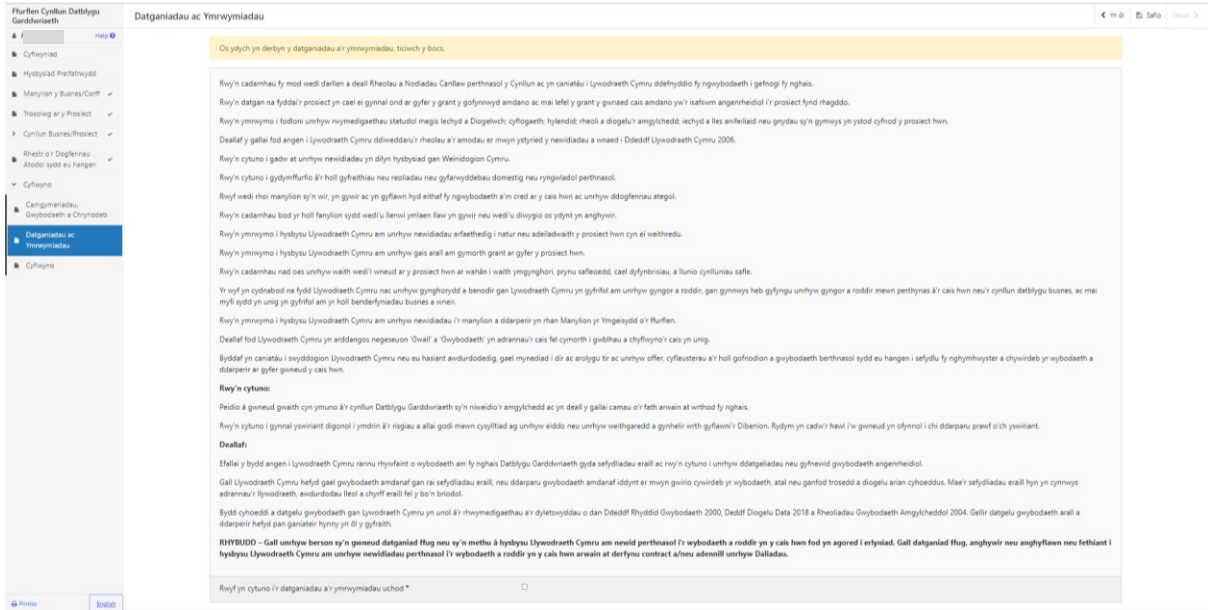 Ffurflen Cynllun Datblygu
Garddwriaeth
Help
Cyflwyniad
Hysbysiad Preifatrwydd
Manylion y Busnes/Corff
Trosolwg ar y Prosiect
Cynllun Busnes/Prosiect
Rhestr o'r Dogfennau
Atodol sydd eu hangen
Cyflwyno
Camgymeriadau,
Gwybodaeth a Chrynodeb
Datganiadau ac
Ymrwymiadau
Cyflwyno
Printio
English
Datganiadau ac Ymrwymiadau
Yn ôl
Safio
Nesaf
Os ydych yn derbyn y datganiadau a'r ymnwymiadau, ticiwch y bocs.
Rwy'n cadarnhau fy mod wedi darllen a deall Rheolau a Nodiadau Canllaw perthnasol y Cynllun ac yn caniatáu i Lywodraeth Cymru ddefnyddio fy ngwybodaeth i gefnogi fy nghais.
Rwy'n datgan na fyddai'r prosiect yn cael ei gynnal ond ar gyfer y grant y gofynnwyd amdano ac mai lefel y grant y gwnaed cais amdano yw'r isafswm angenrheidiol i'r prosiect fynd rhagddo.
Rwy'n ymrwymo i fodloni unrhyw rwymedigaethau statudol megis Iechyd a Diogelwch; cyflogaeth; hylendid; rheoli a diogelu'r amgylchedd; iechyd a lles anifeiliaid neu gnydau sy'n gymwys yn ystod cyfnod y prosiect hwn.
Deallaf y gallai fod angen i Lywodraeth Cymru ddiweddaru'r rheolau a'r amodau er mwyn ystyried y newidiadau a wnaed i Ddeddf Llywodraeth Cymru 2006.
Rwy'n cytuno i gadw at unrhyw newidiadau yn dilyn hysbysiad gan Weinidogion Cymru.
Rwy'n cytuno i gydymffurfio â'r holl gyfreithiau neu reoliadau neu gyfarwyddebau domestig neu ryngwladol perthnasol.
Rwyf wedi rhoi manylion sy'n wir, yn gywir ac yn gyflawn hyd eithaf fy ngwybodaeth a'm cred ar y cais hwn ac unrhyw ddogfennau ategol.
Rwy'n cadarnhau bod yr holl fanylion sydd wedi'u llenwi ymlaen llaw yn gywir neu wedi'u diwygio os ydynt yn anghywir.
Rwy'n ymrwymo i hysbysu Llywodraeth Cymru am unrhyw newidiadau arfaethedig i natur neu adeiladwaith y prosiect hwn cyn ei weithredu.
Rwy'n ymrwymo i hysbysu Llywodraeth Cymru am unrhyw gais arall am gymorth grant ar gyfer y prosiect hwn.
Rwy'n cadarnhau nad oes unrhyw waith wedi'i wneud ar y prosiect hwn ar wahân i waith ymgynghori, prynu safleoedd, cael dyfynbrisiau, a llunio cynlluniau safle.
Yr wyf yn cydnabod na fydd Llywodraeth Cymru nac unrhyw gynghorydd a benodir gan Lywodraeth Cymru yn gyfrifol am unrhyw gyngor a roddir, gan gynnwys heb gyfyngu unrhyw gyngor a roddir mewn perthynas â'r cais hwn neu'r cynllun datblygu busnes, ac mai
myfi sydd yn unig yn gyfrifol am yr holl benderfyniadau busnes a wneir.
Rwy'n ymrwymo i hysbysu Llywodraeth Cymru am unrhyw newidiadau i'r manylion a ddarperir yn rhan Manylion yr Ymgeisydd o'r ffurflen.
Deallaf fod Llywodraeth Cymru yn arddangos negeseuon 'Gwall' a 'Gwybodaeth' yn adrannau'r cais fel cymorth i gwblhau a chyflwyno'r cais yn unig.
Byddaf yn caniatáu i swyddogion Llywodraeth Cymru neu eu hasiant awdurdodedig, gael mynediad i dir ac arolygu tir ac unrhyw offer, cyfleusterau a'r holl gofnodion a gwybodaeth berthnasol sydd eu hangen i sefydlu fy nghymhwyster a chywirdeb yr wybodaeth a
ddarperir ar gyfer gwneud y cais hwn.
Rwy'n cytuno:
Peidio â gwneud gwaith cyn ymuno â'r cynllun Datblygu Garddwriaeth sy'n niweidio'r amgylchedd ac yn deall y gallai camau o'r fath arwain at wrthod fy nghais.
Rwy'n cytuno i gynnal yswiriant digonol i ymdrin â'r risgiau a allai godi mewn cysylltiad ag unrhyw eiddo neu unrhyw weithgaredd a gynhelir wrth gyflawni'r Dibenion. Rydym yn cadw'r hawl i'w gwneud yn ofynnol i chi ddarparu prawf o'ch yswiriant.
Deallaf:
Efallai y bydd angen i Lywodraeth Cymru rannu rhywfaint o wybodaeth am fy nghais Datblygu Garddwriaeth gyda sefydliadau eraill ac rwy'n cytuno i unrhyw ddatgeliadau neu gyfnewid gwybodaeth angenrheidiol.
Gall Llywodraeth Cymru hefyd gael gwybodaeth amdanaf gan rai sefydliadau eraill, neu ddarparu gwybodaeth amdanaf iddynt er mwyn gwirio cywirdeb yr wybodaeth, atal neu ganfod trosedd a diogelu arian cyhoeddus. Mae'r sefydliadau eraill hyn yn cynnwys
adrannau'r llywodraeth, awdurdodau lleol a chyrff eraill fel y bo'n briodol.
Bydd cyhoeddi a datgelu gwybodaeth gan Lywodraeth Cymru yn unol â'r rhwymedigaethau a'r dyletswyddau o dan Ddeddf Rhyddid Gwybodaeth 2000, Deddf Diogelu Data 2018 a Rheoliadau Gwybodaeth Amgylcheddol 2004. Gellir datgelu gwybodaeth arall a
ddarperir hefyd pan ganiateir hynny yn ôl y gyfraith.
RHYBUDD – Gall unrhyw berson sy'n gwneud datganiad ffug neu sy'n methu â hysbysu Llywodraeth Cymru am newid perthnasol i'r wybodaeth a roddir yn y cais hwn fod yn agored i erlyniad. Gall datganiad ffug, anghywir neu anghyflawn neu fethiant i
hysbysu Llywodraeth Cymru am unrhyw newidiadau perthnasol i'r wybodaeth a roddir yn y cais hwn arwain at derfynu contract a/neu adennill unrhyw Daliadau.
Rwyf yn cytuno i'r datganiadau a'r ymrwymiadau uchod *